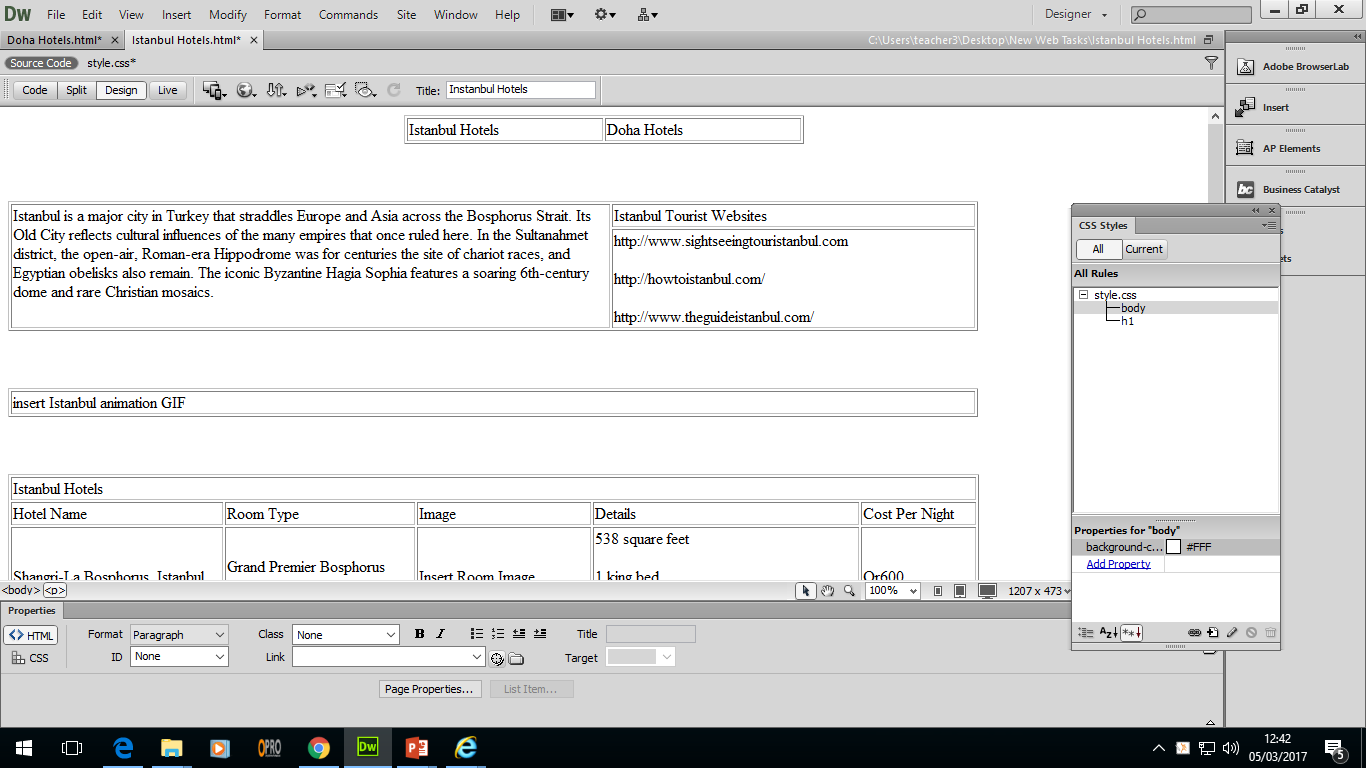 Dw File Edit View Insert Modify Format Commands Site Window Help Designer
Doha Hotels.html* × Istanbul Hotels.html* × C:\Users\teacher3\Desktop\New Web Tasks\Istanbul Hotels.html
Source Code style.css*
Code Split Design Live Title: Instanbul Hotels
Adobe BrowserLab
Insert
AP Elements
Business Catalyst
Istanbul Hotels Doha Hotels
Istanbul is a major city in Turkey that straddles Europe and Asia across the Bosphorus Strait. Its
Old City reflects cultural influences of the many empires that once ruled here. In the Sultanahmet
district, the open-air, Roman-era Hippodrome was for centuries the site of chariot races, and
Egyptian obelisks also remain. The iconic Byzantine Hagia Sophia features a soaring 6th-century
dome and rare Christian mosaics.
Istanbul Tourist Websites
http://www.sightseeingtouristanbul.com
http://howtoistanbul.com/
http://www.theguideistanbul.com/
insert Istanbul animation GIF
Istanbul Hotels
Hotel Name Room Type Image Details Cost Per Night
538 square feet
Shangri-La Bosphorus, Istanbul Grand Premier Bosphorus Insert Room Image 1 king bed Qr600
CSS Styles
All Current
All Rules
style.css
body
h1
Properties for "body"
background-c... #FFF
Add Property
<body> <p> 100% 1207 x 473
Properties
<> HTML Format Paragraph Class None B I Title
CSS ID None Link Target
Page Properties... List Item...
Dw
12:42
05/03/2017
5